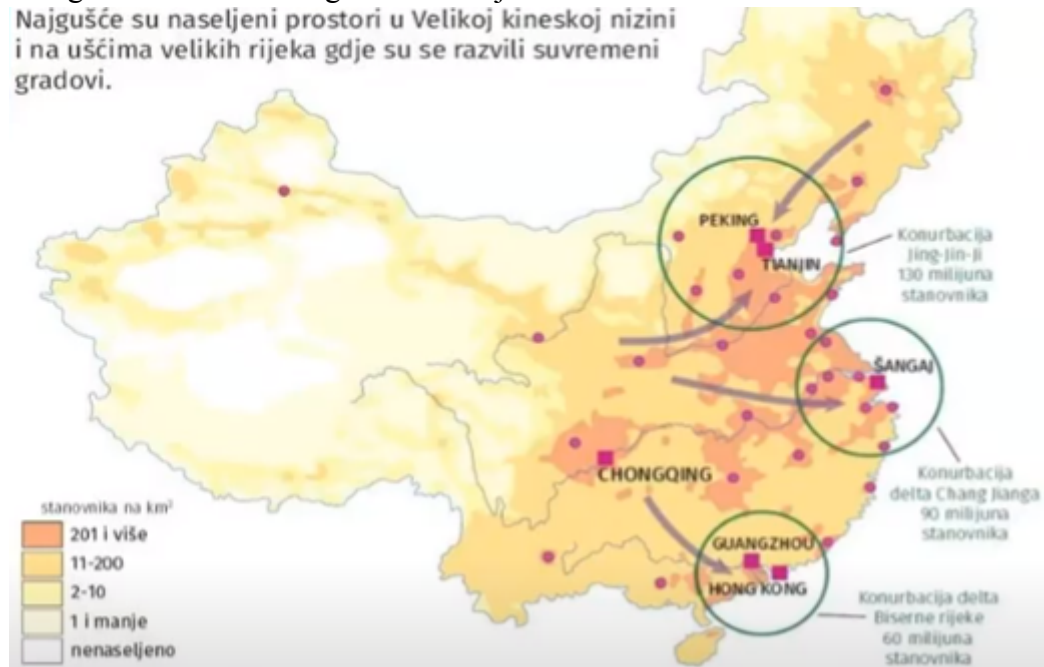 Najgušće su naseljeni prostori u Velikoj kineskoj nizini
i na ušćima velikih rijeka gdje su se razvili suvremeni
gradovi.
PEKING
TIANJIN
Konurbacija
Jing-Jin-Ji
130 milijuna
stanovnika
ŠANGAJ
CHONGQING
Konurbacija
delta Chang Jianga
90 milijuna
stanovnika
GUANGZHOU
HONG KONG
Konurbacija delta
Biserne rijeke
60 milijuna
stanovnika
stanovnika na km²
201 i više
11-200
2-10
1 i manje
nenaseljeno